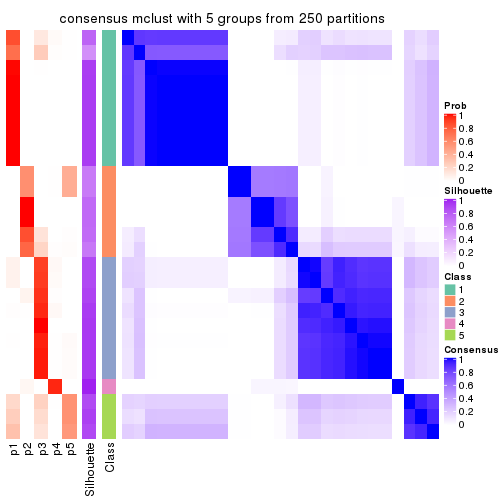 consensus mclust with 5 groups from 250 partitions
Prob
1
0.8
0.6
0.4
0.2
0
Silhouette
1
0.8
0.6
0.4
0.2
0
Class
1
2
3
4
5
Consensus
1
0.8
0.6
0.4
0.2
0
p1
p2
p3
p4
p5
Silhouette
Class